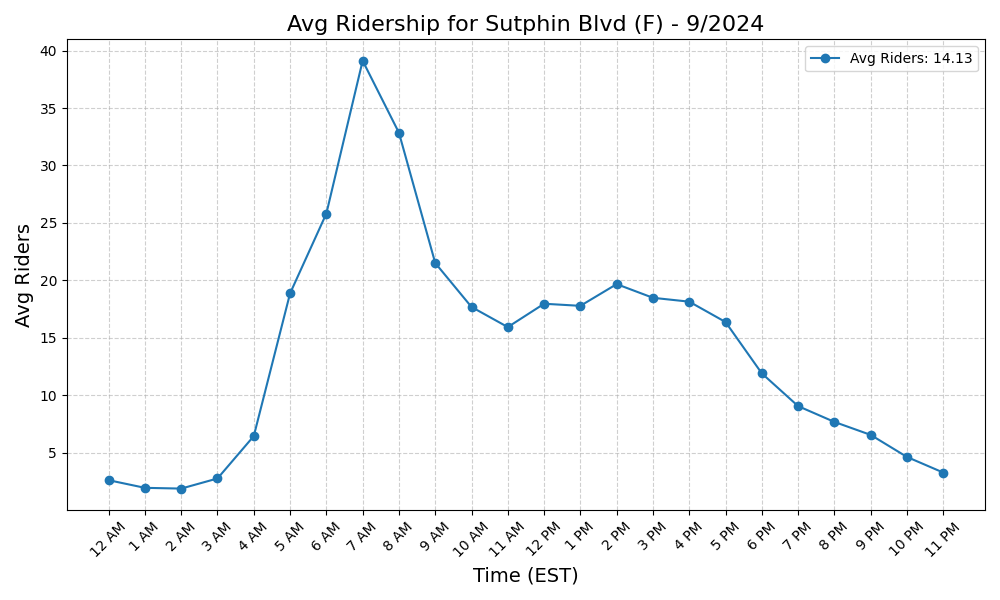 Avg Ridership for Sutphin Blvd (F) - 9/2024
Avg Riders: 14.13
Avg Riders
40
35
30
25
20
15
10
5
12 AM
1 AM
2 AM
3 AM
4 AM
5 AM
6 AM
7 AM
8 AM
9 AM
10 AM
11 AM
12 PM
1 PM
2 PM
3 PM
4 PM
5 PM
6 PM
7 PM
8 PM
9 PM
10 PM
11 PM
Time (EST)